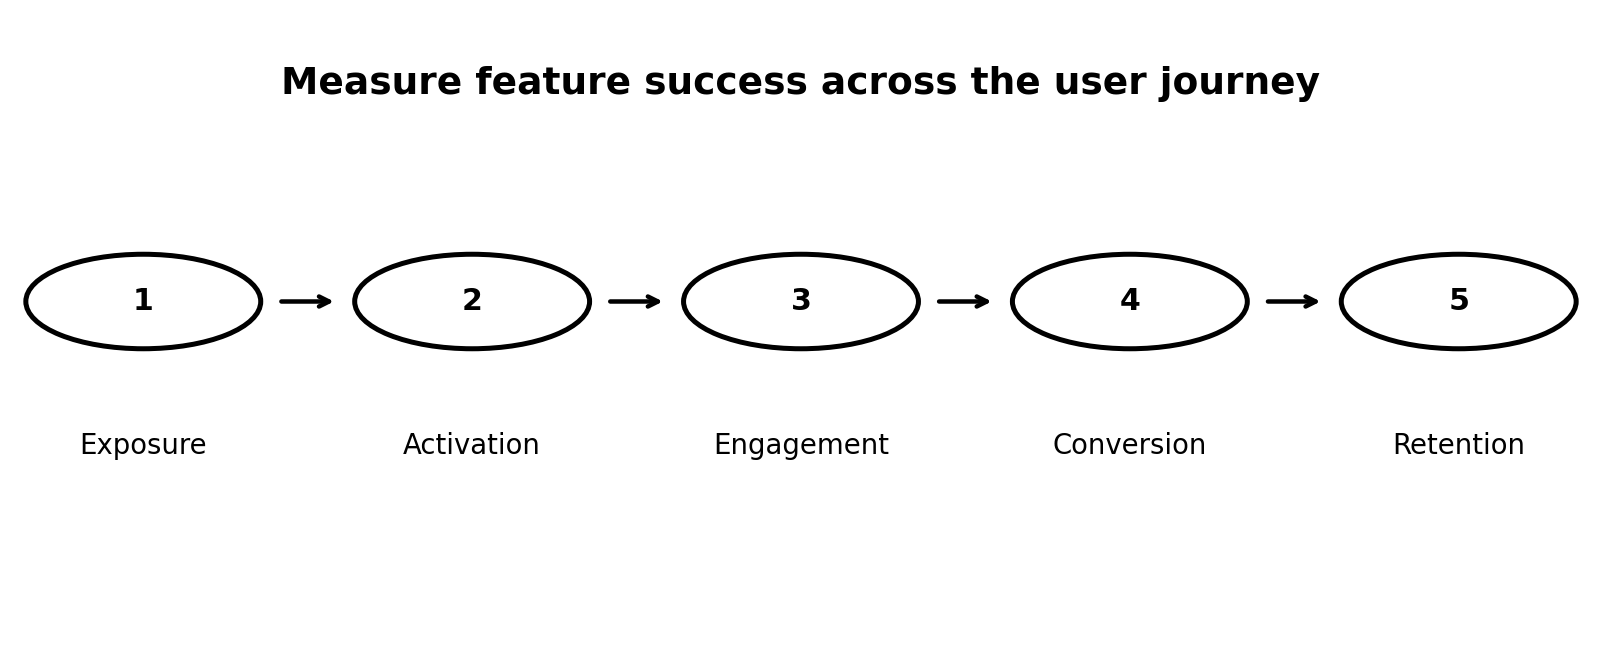 Measure feature success across the user journey
1
2
3
4
5
Exposure
Activation
Engagement
Conversion
Retention